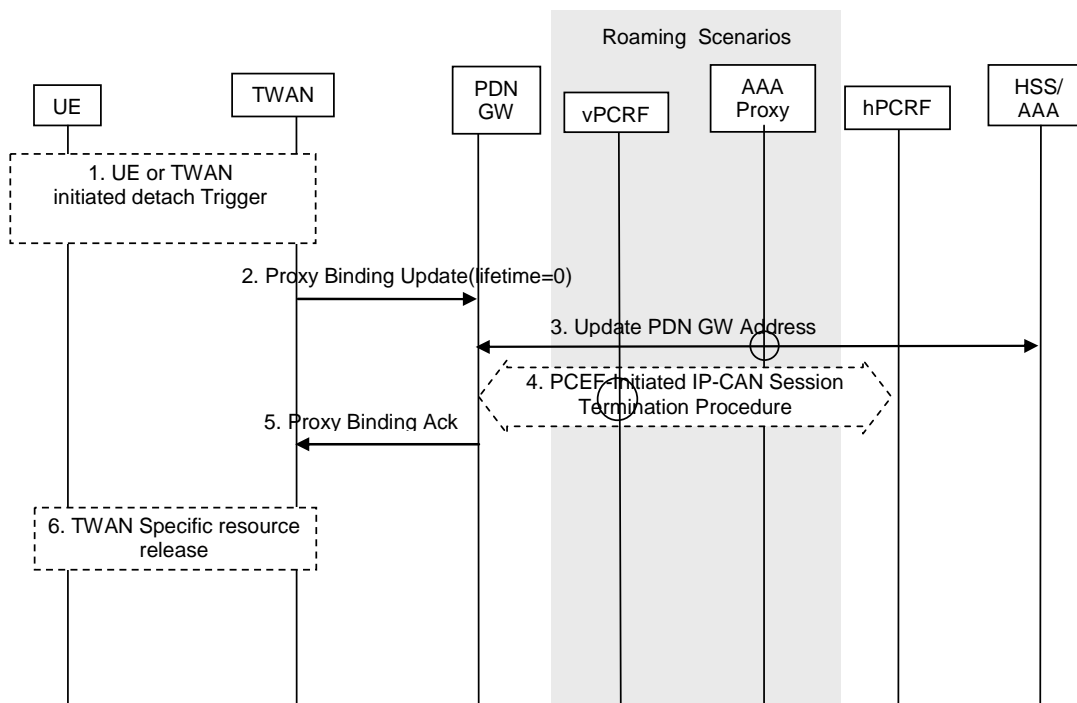 Roaming Scenarios
UE
TWAN
PDN
GW
vPCRF
AAA
Proxy
hPCRF
HSS/
AAA
1. UE or TWAN
initiated detach Trigger
2. Proxy Binding Update(lifetime=0)
3. Update PDN GW Address
4. PCEF-Initiated IP-CAN Session
Termination Procedure
5. Proxy Binding Ack
6. TWAN Specific resource
release